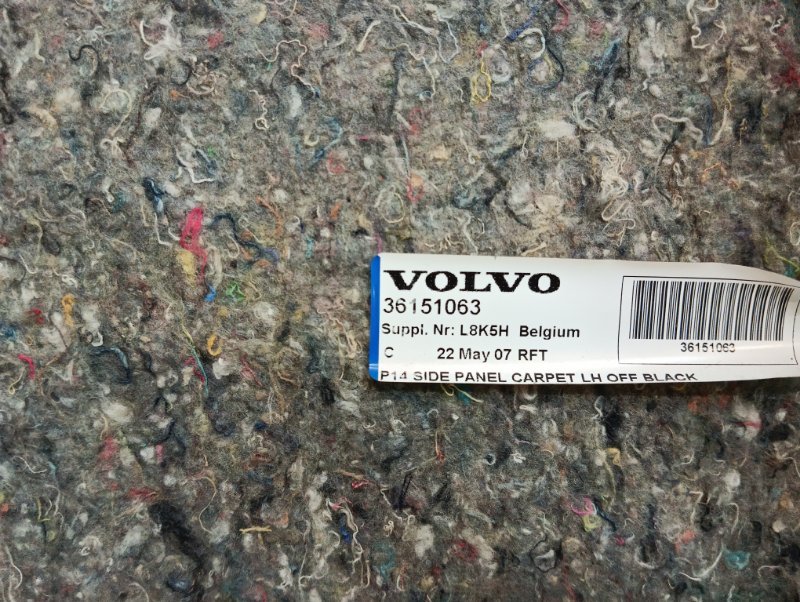 VOLVO
36151063
Suppl. Nr: L8K5H Belgium
C 22 May 07 RFT
P14 SIDE PANEL CARPET LH OFF BLACK
36151063